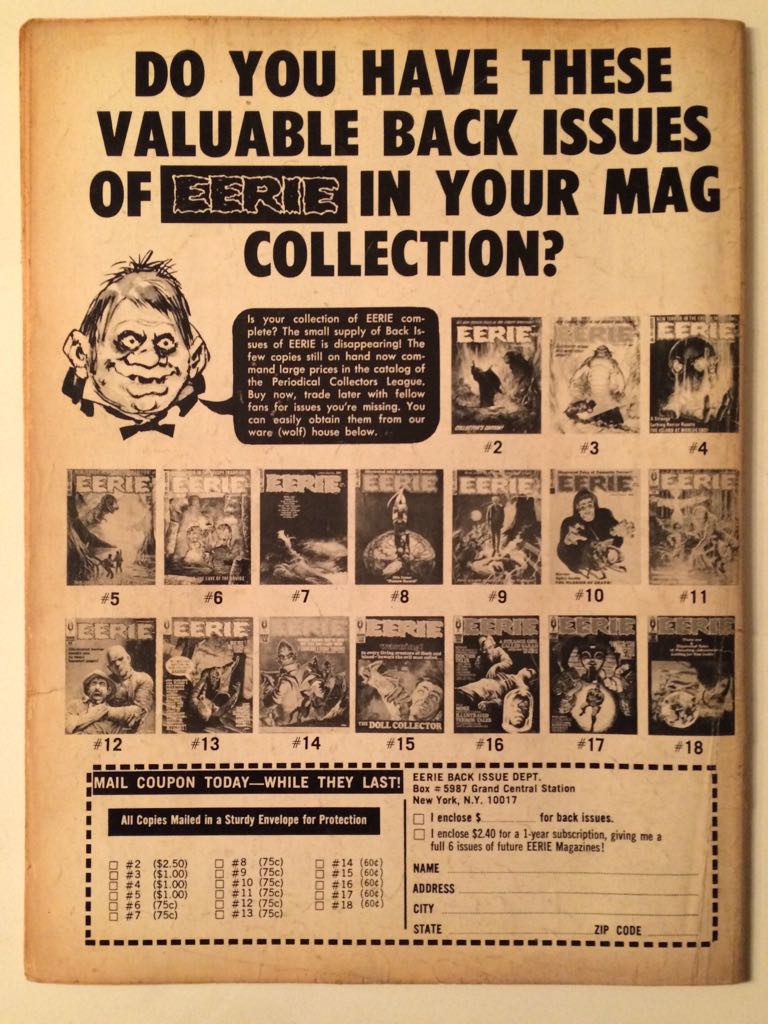 DO YOU HAVE THESE
VALUABLE BACK ISSUES
OF EERIE IN YOUR MAG
COLLECTION?
Is your collection of EERIE com-
plete? The small supply of Back Is-
sues of EERIE is disappearing! The
few copies still on hand now com-
mand large prices in the catalog of
the Periodical Collectors League.
Buy now, trade later with fellow
fans for issues you're missing. You
can easily obtain them from our
ware (wolf) house below.
EERIE
COLLECTOR'S EDITION!
EERIE
EERIE
#2
#3
#4
EERIE
EERIE
EERIE
EERIE
EERIE
EERIE
EERIE
#5
#6
#7
#8
#9
#10
#11
EERIE
EERIE
EERIE
EERIE
THE DOLL COLLECTOR
EERIE
EERIE
EERIE
#12
#13
#14
#15
#16
#17
#18
MAIL COUPON TODAY—WHILE THEY LAST!
All Copies Mailed in a Sturdy Envelope for Protection
#2 ($2.50)
#3 ($1.00)
#4 ($1.00)
#5 ($1.00)
#6 (75c)
#7 (75c)
#8 (75c)
#9 (75c)
#10 (75c)
#11 (75c)
#12 (75c)
#13 (75c)
#14 (60¢)
#15 (60¢)
#16 (60¢)
#17 (60¢)
#18 (60¢)
EERIE BACK ISSUE DEPT.
Box #5987 Grand Central Station
New York, N.Y. 10017
I enclose $ for back issues.
I enclose $2.40 for a 1-year subscription, giving me a
full 6 issues of future EERIE Magazines!
NAME
ADDRESS
CITY
STATE ZIP CODE